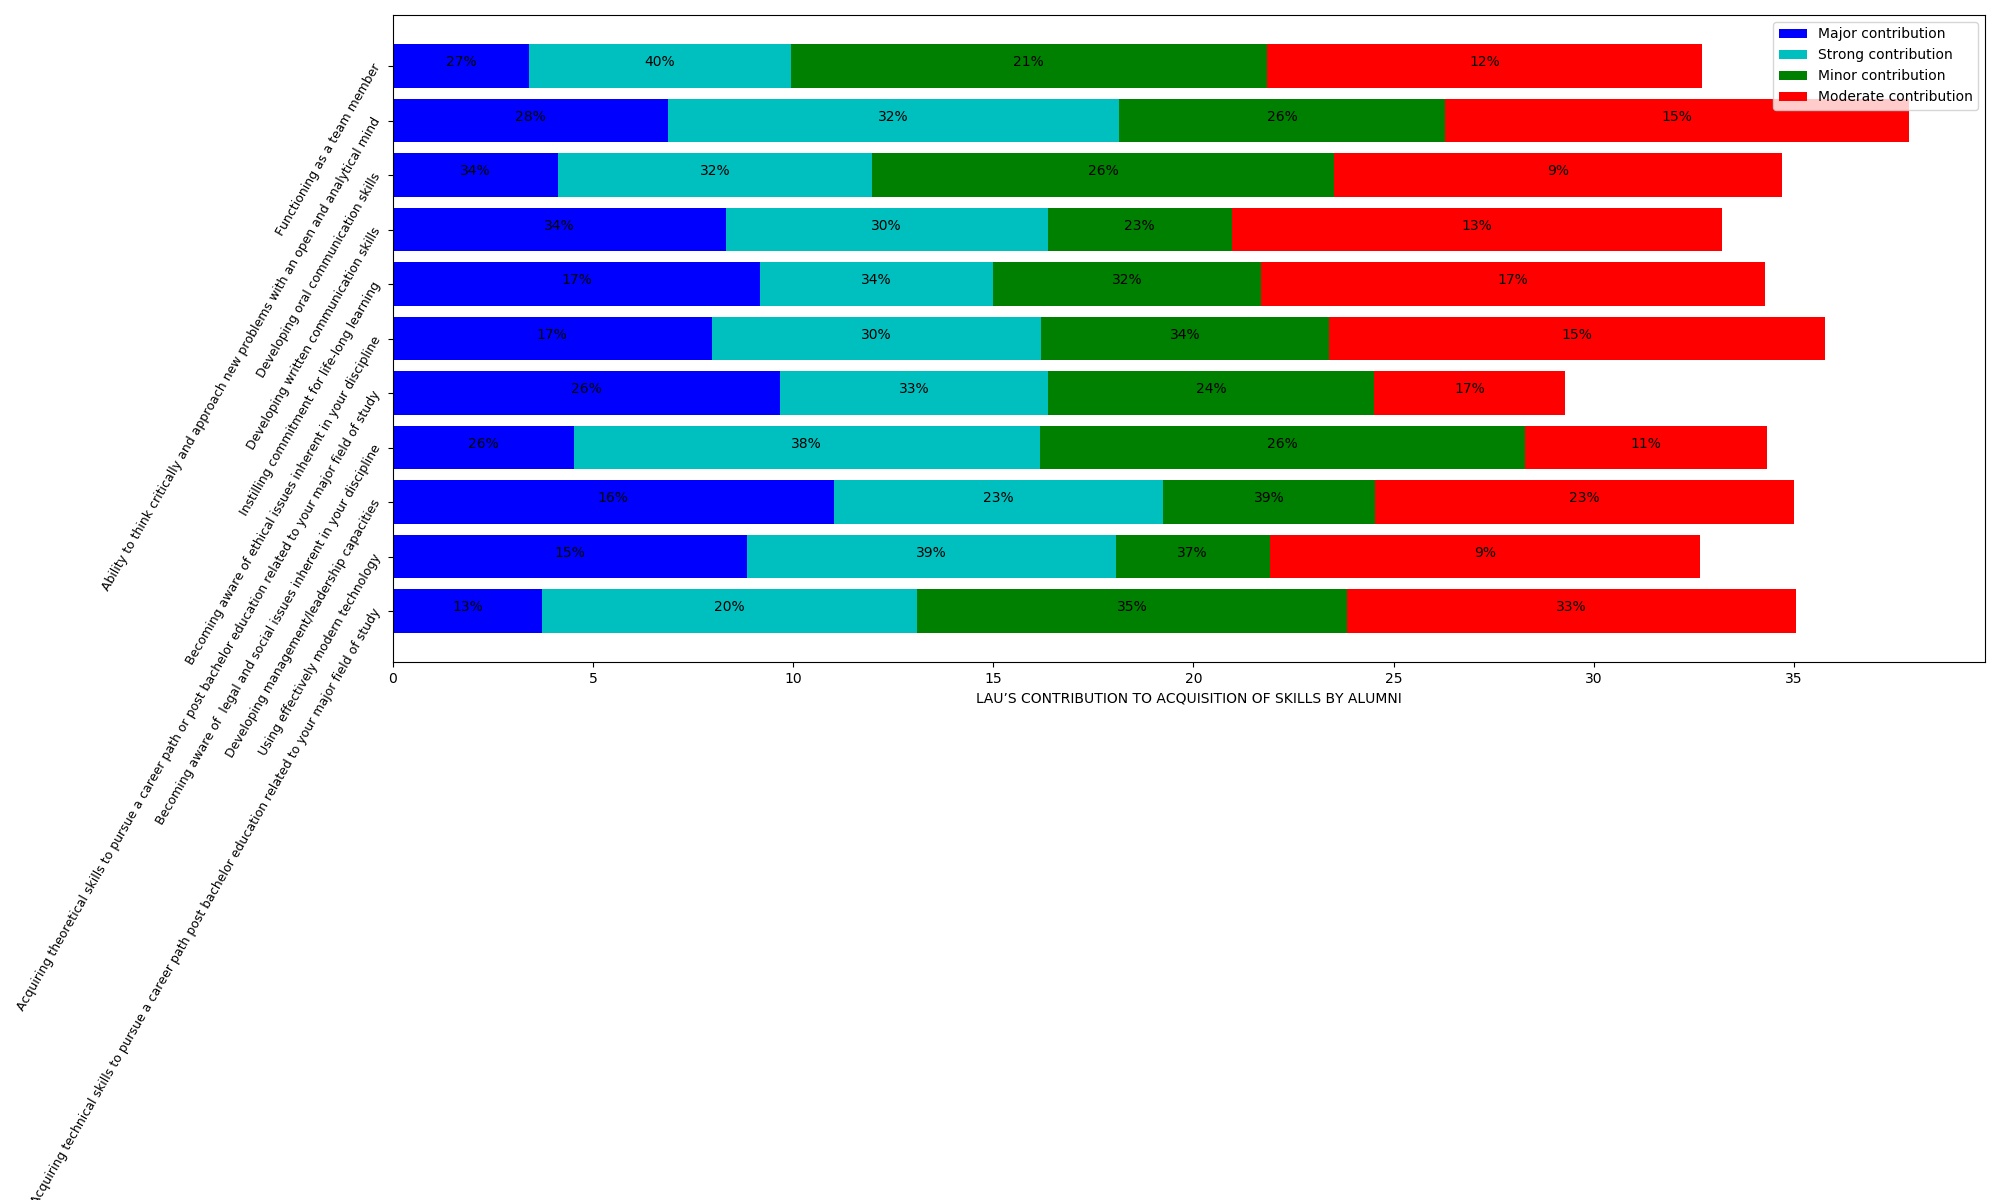 Major contribution
Strong contribution
Minor contribution
Moderate contribution
Functioning as a team member
27% 40% 21% 12%
Ability to think critically and approach new problems with an open and analytical mind
28% 32% 26% 15%
Developing oral communication skills
34% 32% 26% 9%
Developing written communication skills
34% 30% 23% 13%
Instilling commitment for life-long learning
17% 34% 32% 17%
Becoming aware of ethical issues inherent in your discipline
17% 30% 34% 15%
Acquiring theoretical skills to pursue a career path or post bachelor education related to your major field of study
26% 33% 24% 17%
Becoming aware of legal and social issues inherent in your discipline
26% 38% 26% 11%
Developing management/leadership capacities
16% 23% 39% 23%
Using effectively modern technology
15% 39% 37% 9%
Acquiring technical skills to pursue a career path post bachelor education related to your major field of study
13% 20% 35% 33%
0 5 10 15 20 25 30 35
LAU’S CONTRIBUTION TO ACQUISITION OF SKILLS BY ALUMNI